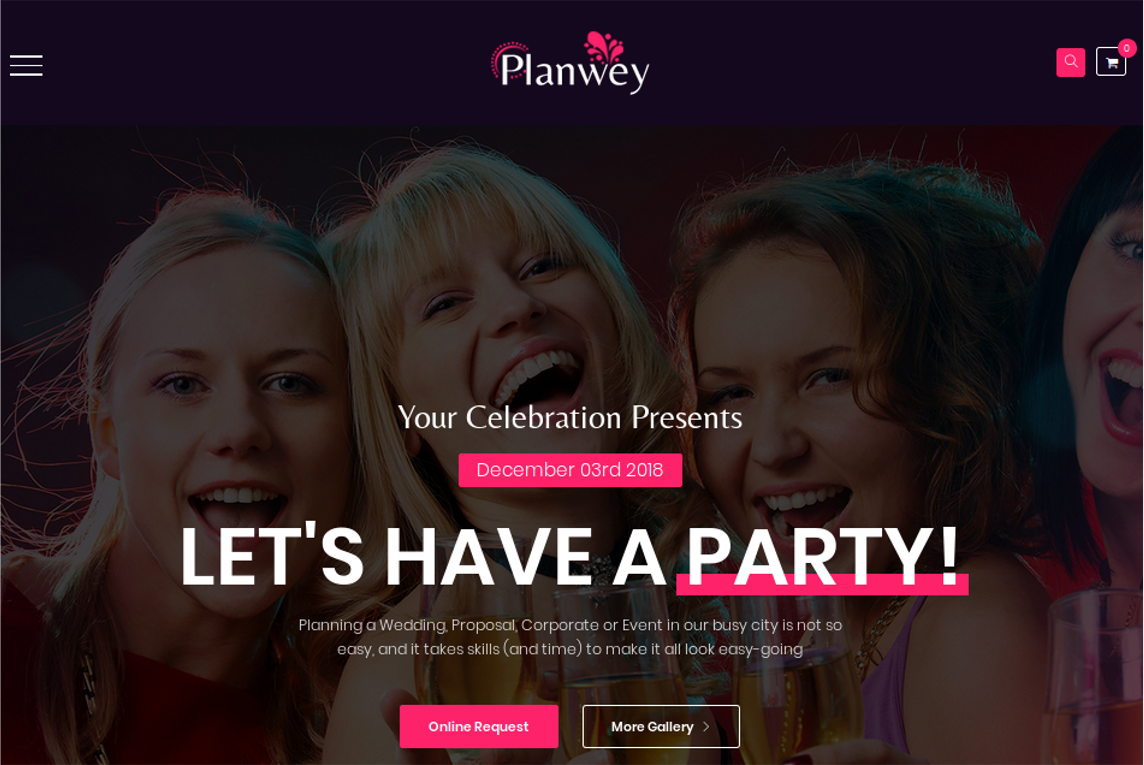 Planwey
0
Your Celebration Presents
December 03rd 2018
LET'S HAVE A PARTY!
Planning a Wedding, Proposal, Corporate or Event in our busy city is not so
easy, and it takes skills (and time) to make it all look easy-going
Online Request
More Gallery